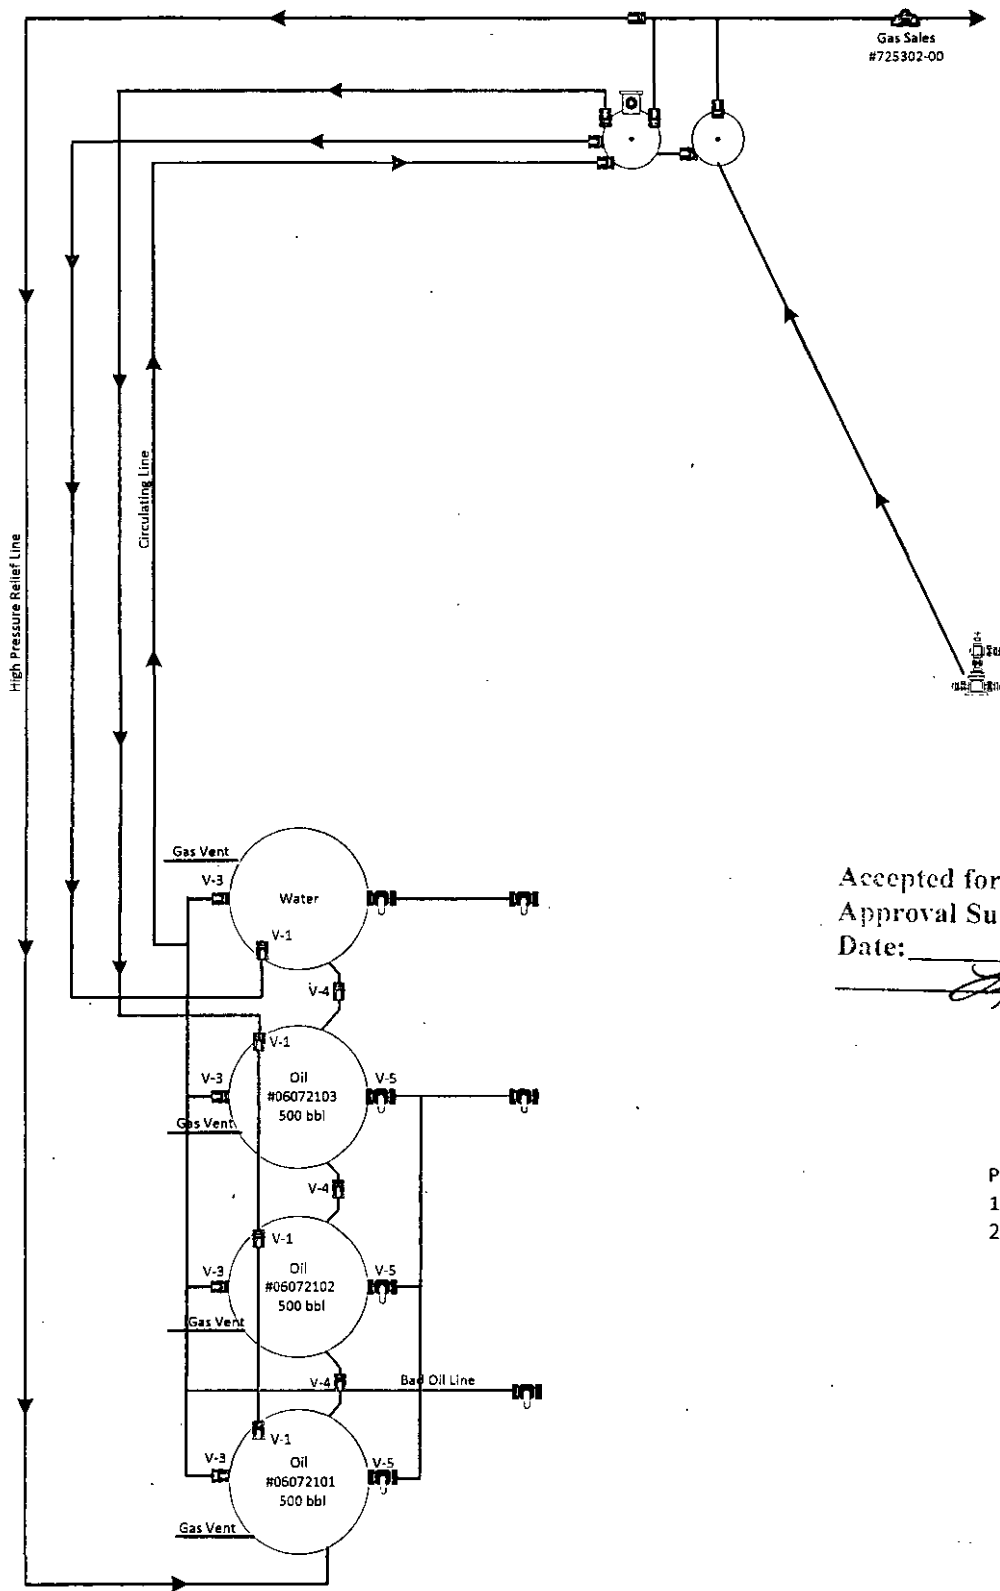 Gas Sales
#725302-00
High Pressure Relief Line
Circulating Line
Gas Vent
V-3
Water
V-1
V-4
Accepted for
Approval Su
Date:
V-1
V-3
Oil
#06072103
500 bbl
V-5
Gas Vent
V-4
P
1
2
V-1
V-3
Oil
#06072102
500 bbl
V-5
Gas Vent
V-4
Bad Oil Line
V-1
V-3
Oil
#06072101
500 bbl
V-5
Gas Vent